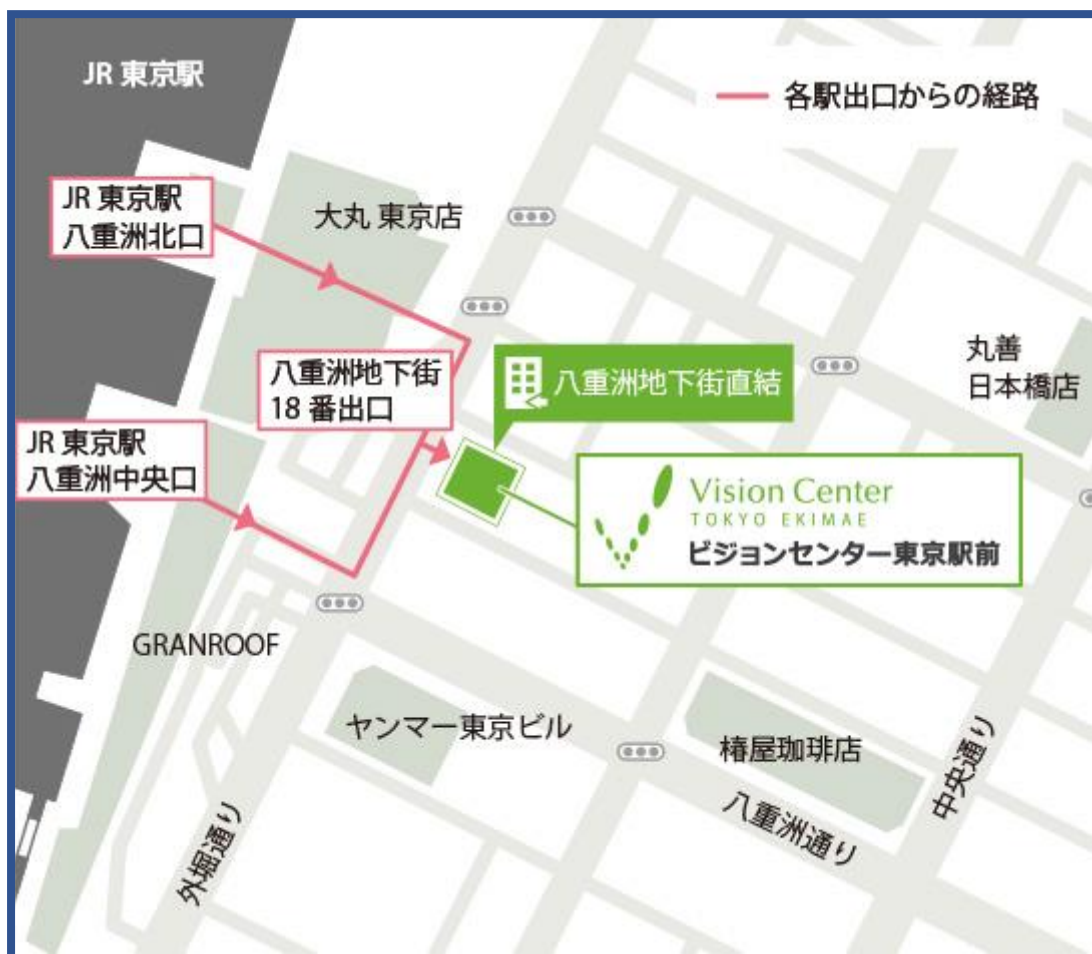 JR 東京駅
各駅出口からの経路
JR 東京駅
八重洲北口
大丸 東京店
丸善
日本橋店
八重洲地下街
18 番出口
八重洲地下街直結
JR 東京駅
八重洲中央口
Vision Center
TOKYO EKIMAE
ビジョンセンター東京駅前
GRANROOF
ヤンマー東京ビル
椿屋珈琲店
中央通り
八重洲通り
外堀通り